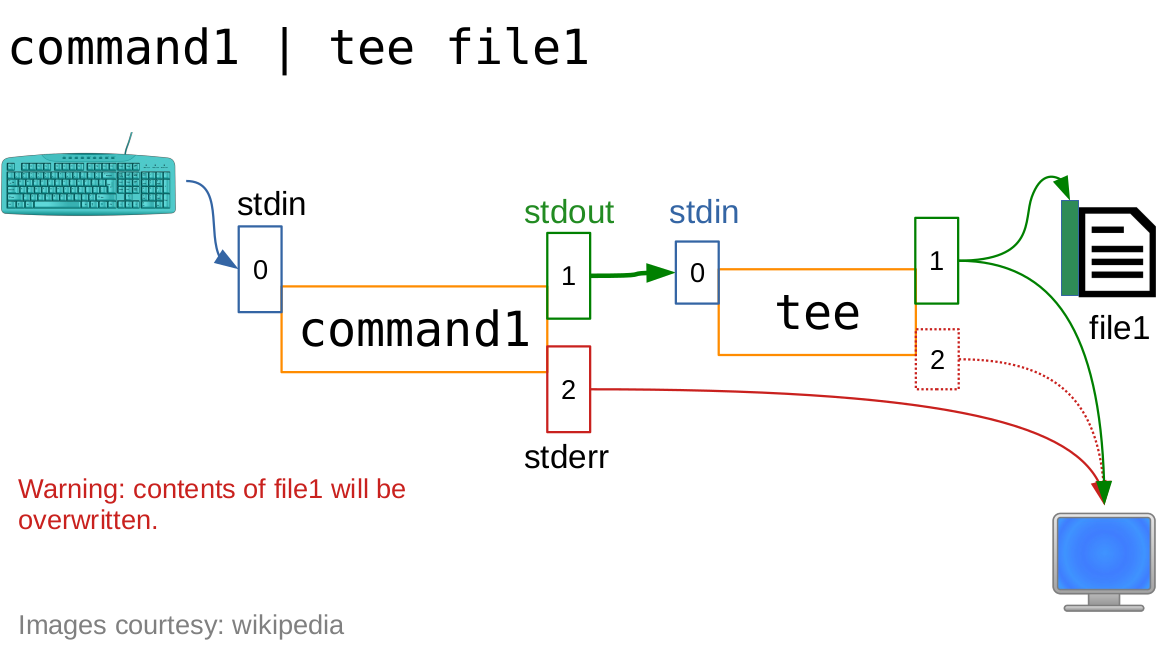 command1 | tee file1
stdin
stdout
stdin
0
1
0
1
command1
tee
file1
2
2
stderr
Warning: contents of file1 will be
overwritten.
Images courtesy: wikipedia